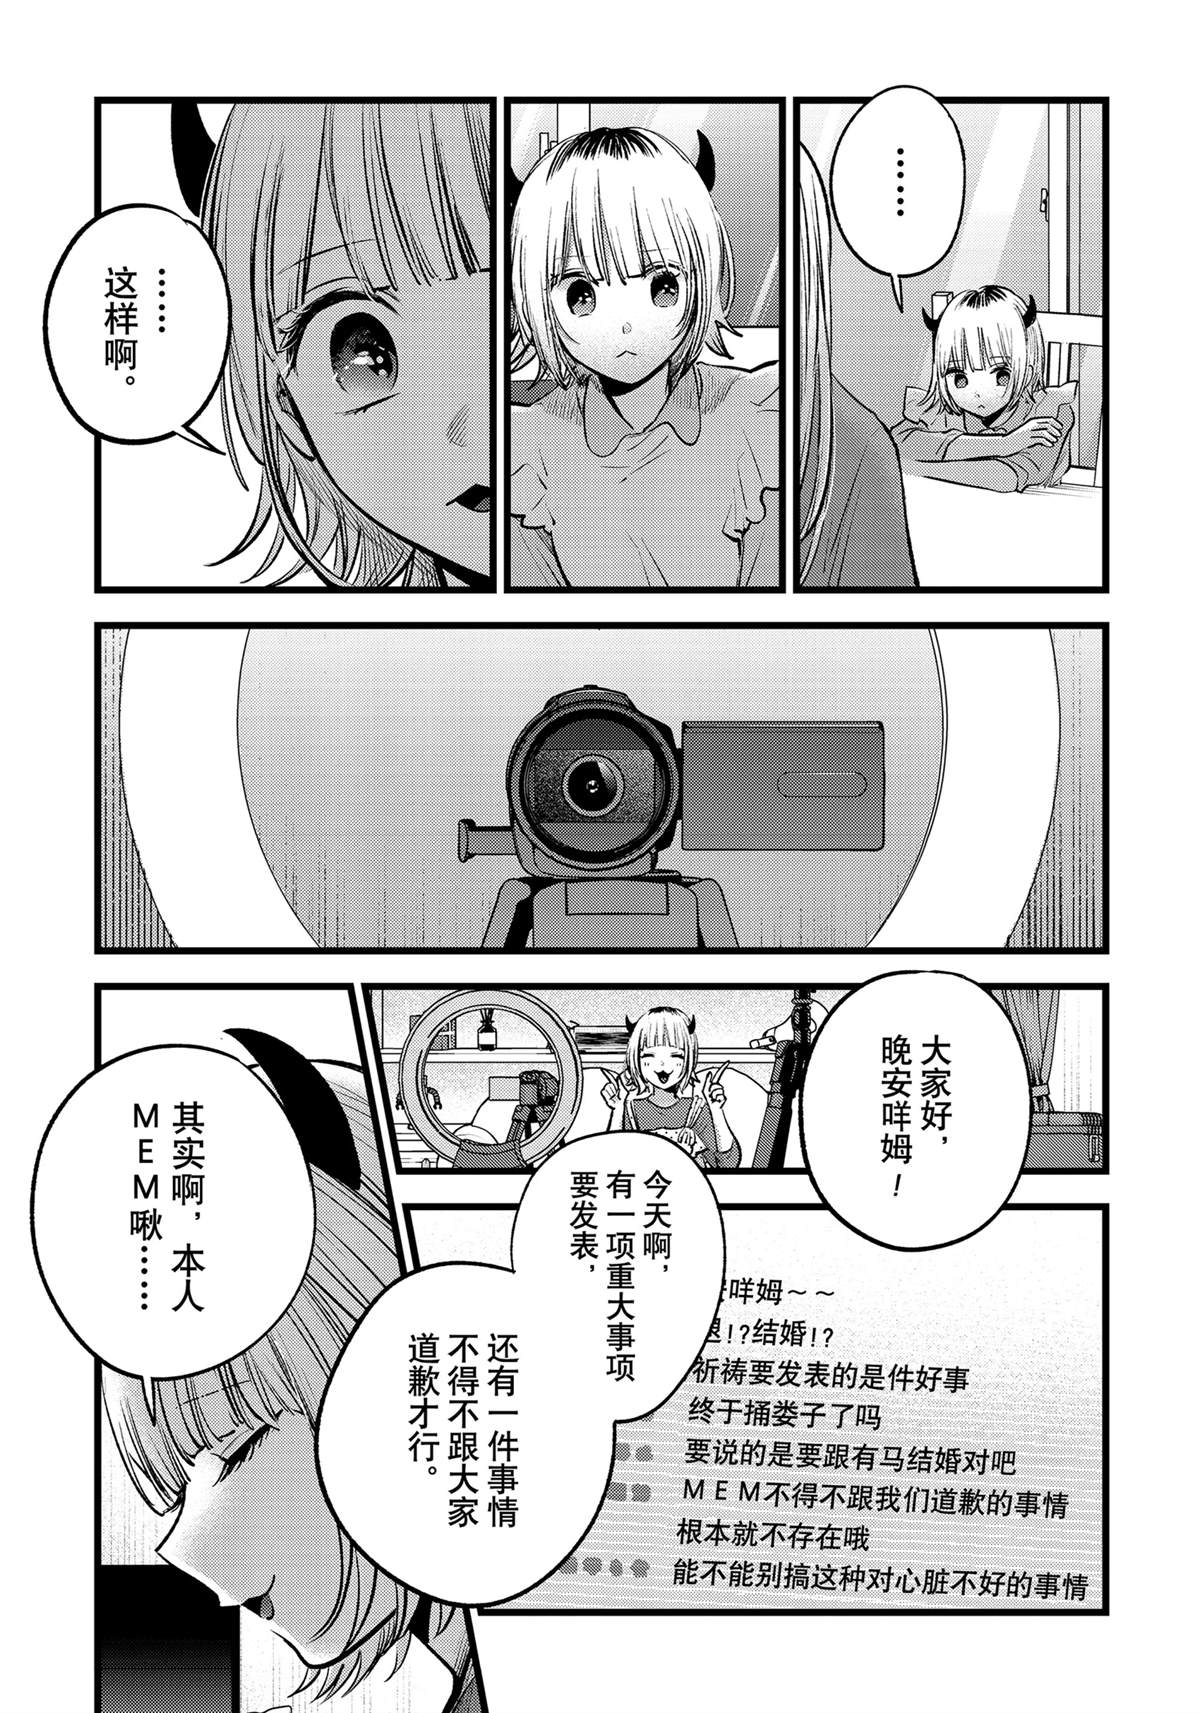 ……
……
这样啊。
大家好，
晚安咩姆！
今天啊，
有一项重大事项
要发表，
还有一件事情
不得不跟大家
道歉才行。
咩姆～～
!?结婚!?
祈祷要发表的是件好事
终于捅娄子了吗
要说的是要跟有马结婚对吧
MEM不得不跟我们道歉的事情
根本就不存在哦
能不能别搞这种对心脏不好的事情
其实啊，本人
MEM啾……